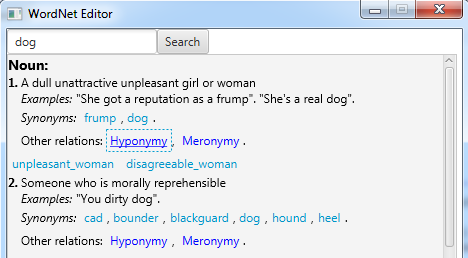 WordNet Editor
dog Search
Noun:
1. A dull unattractive unpleasant girl or woman
Examples: "She got a reputation as a frump". "She's a real dog".
Synonyms: frump , dog .
Other relations: Hyponymy , Meronymy .
unpleasant_woman disagreeable_woman
2. Someone who is morally reprehensible
Examples: "You dirty dog".
Synonyms: cad , bounder , blackguard , dog , hound , heel .
Other relations: Hyponymy , Meronymy .